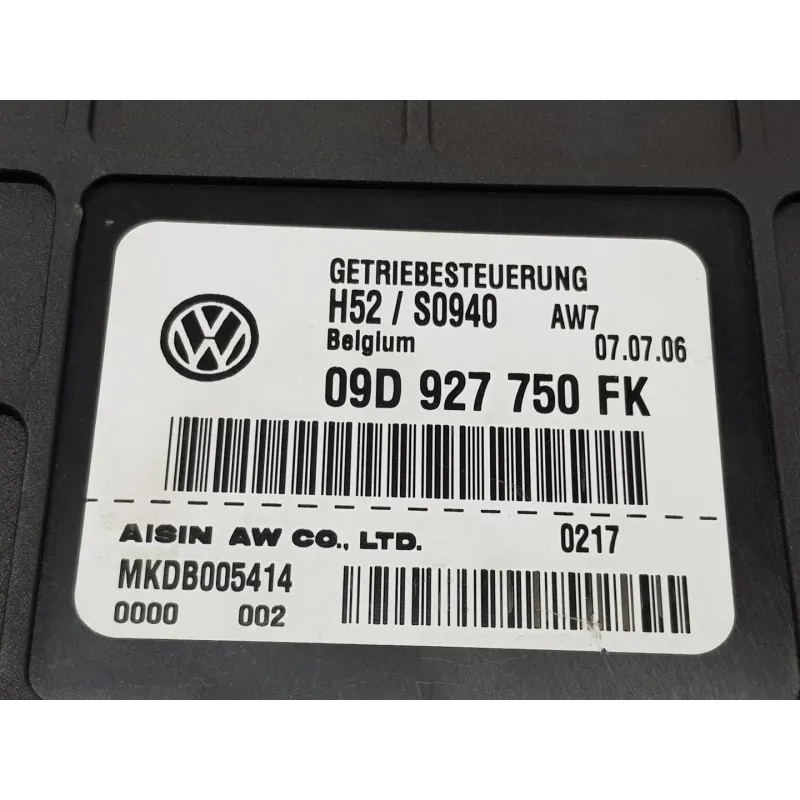 GETRIEBESTEUERUNG
H52 / S0940 AW7
Belgium 07.07.06
09D 927 750 FK
AISIN AW CO., LTD. 0217
MKDB005414
0000 002